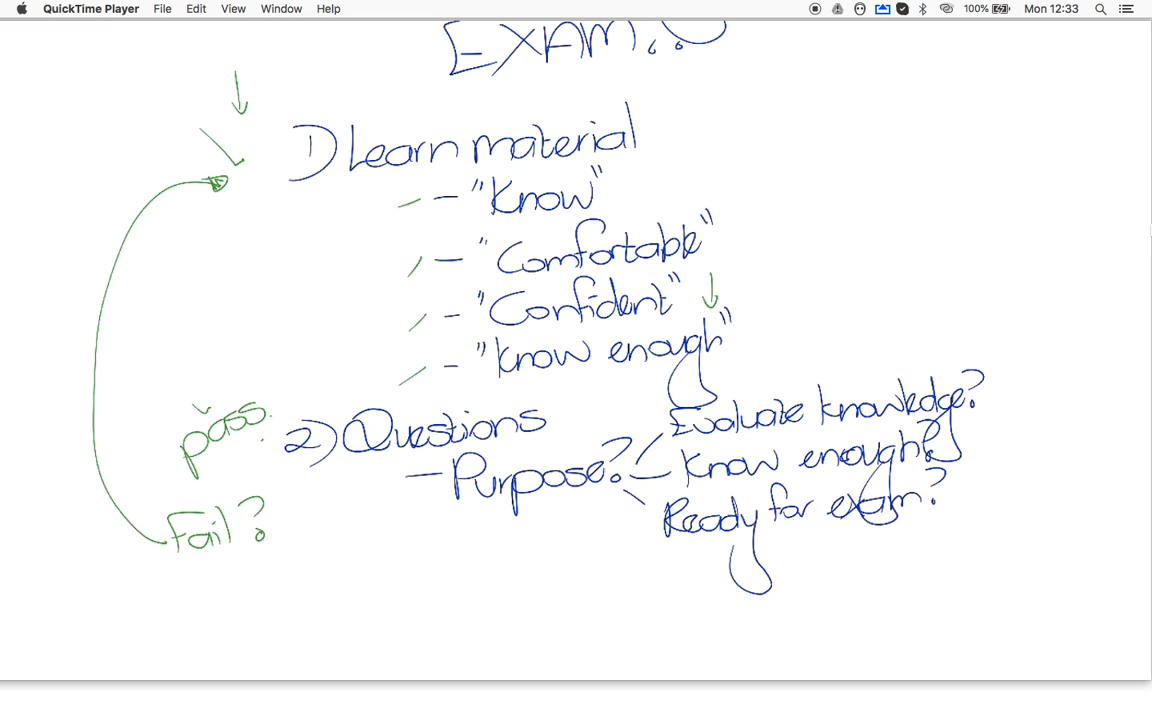 QuickTime Player File Edit View Window Help 100% Mon 12:33
EXAM
1) Learn material
- "Know"
- "Comfortable"
- "Confident"
- "Know enough"
2) Questions
- Purpose?
Evaluate knowledge?
Know enough?
Ready for exam?
pass
Fail?